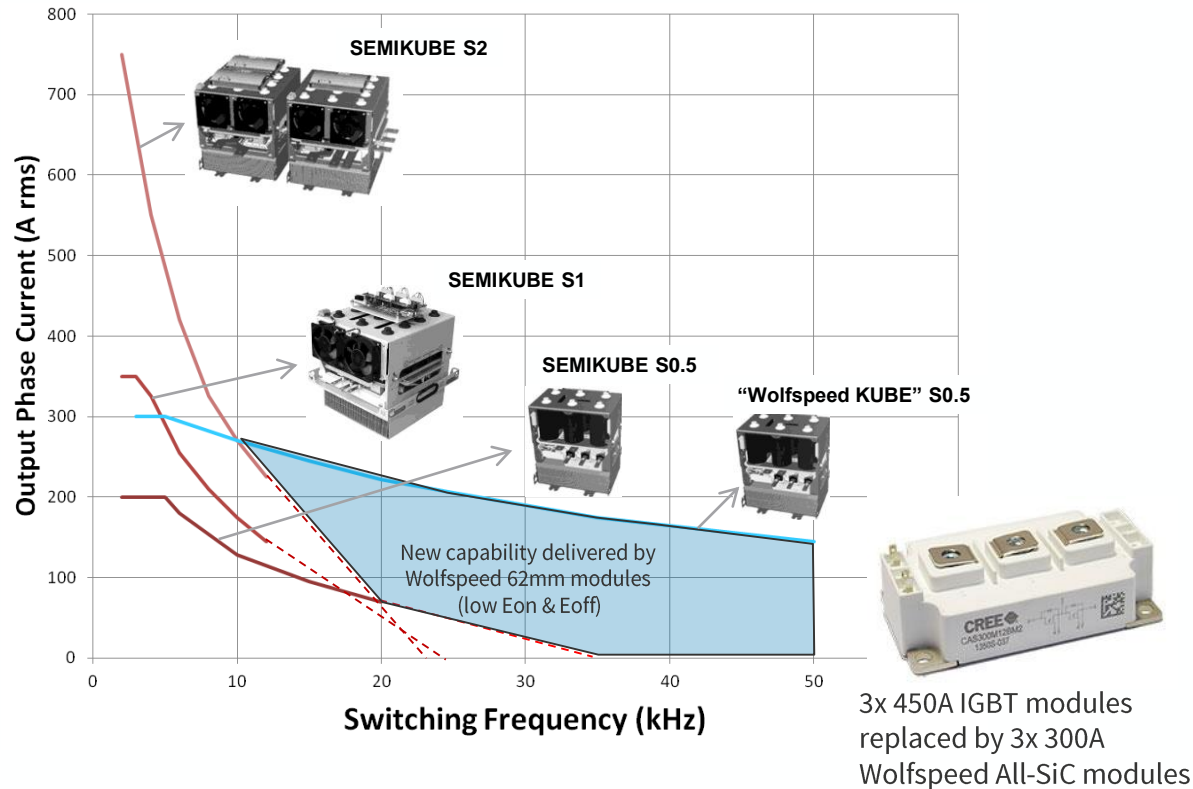 800
700
600
500
400
300
200
100
0
Output Phase Current (A rms)
SEMIKUBE S2
SEMIKUBE S1
SEMIKUBE S0.5
“Wolfspeed KUBE” S0.5
New capability delivered by
Wolfspeed 62mm modules
(low Eon & Eoff)
0
10
20
30
40
50
Switching Frequency (kHz)
CREE
CAS300M12BM2
1350S-037
3x 450A IGBT modules
replaced by 3x 300A
Wolfspeed All-SiC modules